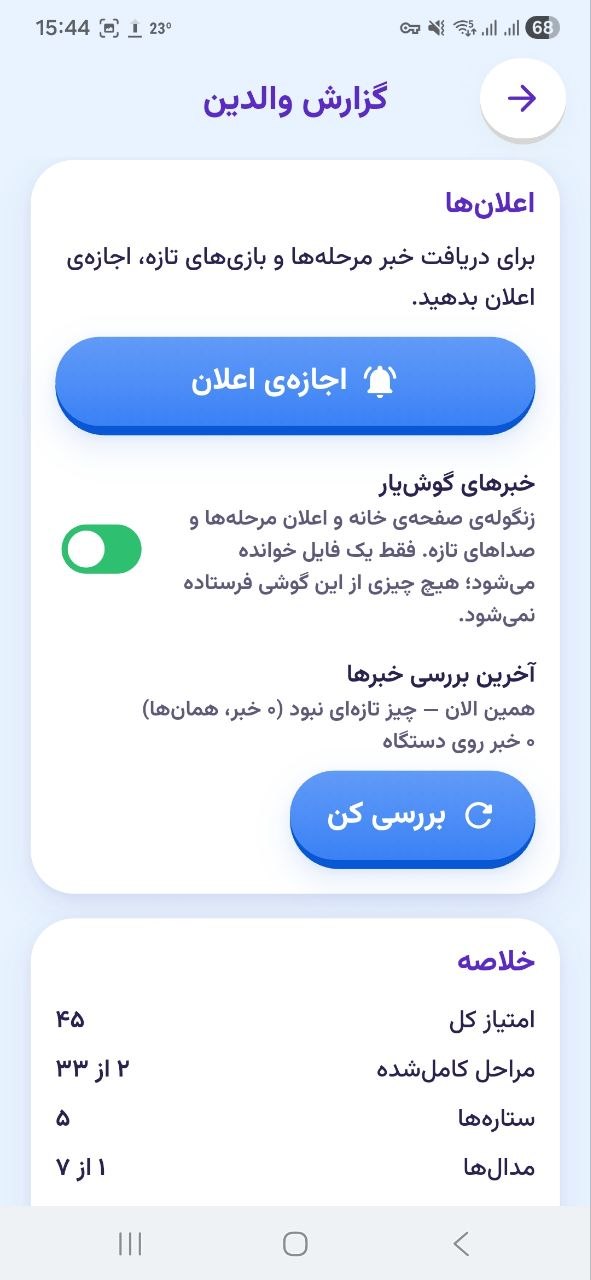 15:44 23° 68
گزارش والدین
اعلان‌ها
برای دریافت خبر مرحله‌ها و بازی‌های تازه، اجازه‌ی
اعلان بدهید.
اجازه‌ی اعلان
خبرهای گوش‌یار
زنگوله‌ی صفحه‌ی خانه و اعلان مرحله‌ها و
صداهای تازه. فقط یک فایل خوانده
می‌شود؛ هیچ چیزی از این گوشی فرستاده
نمی‌شود.
آخرین بررسی خبرها
همین الان – چیز تازه‌ای نبود (۰ خبر، همان‌ها)
۰ خبر روی دستگاه
بررسی کن
خلاصه
امتیاز کل ۴۵
مراحل کامل‌شده ۲ از ۳۳
ستاره‌ها ۵
مدال‌ها ۱ از ۷